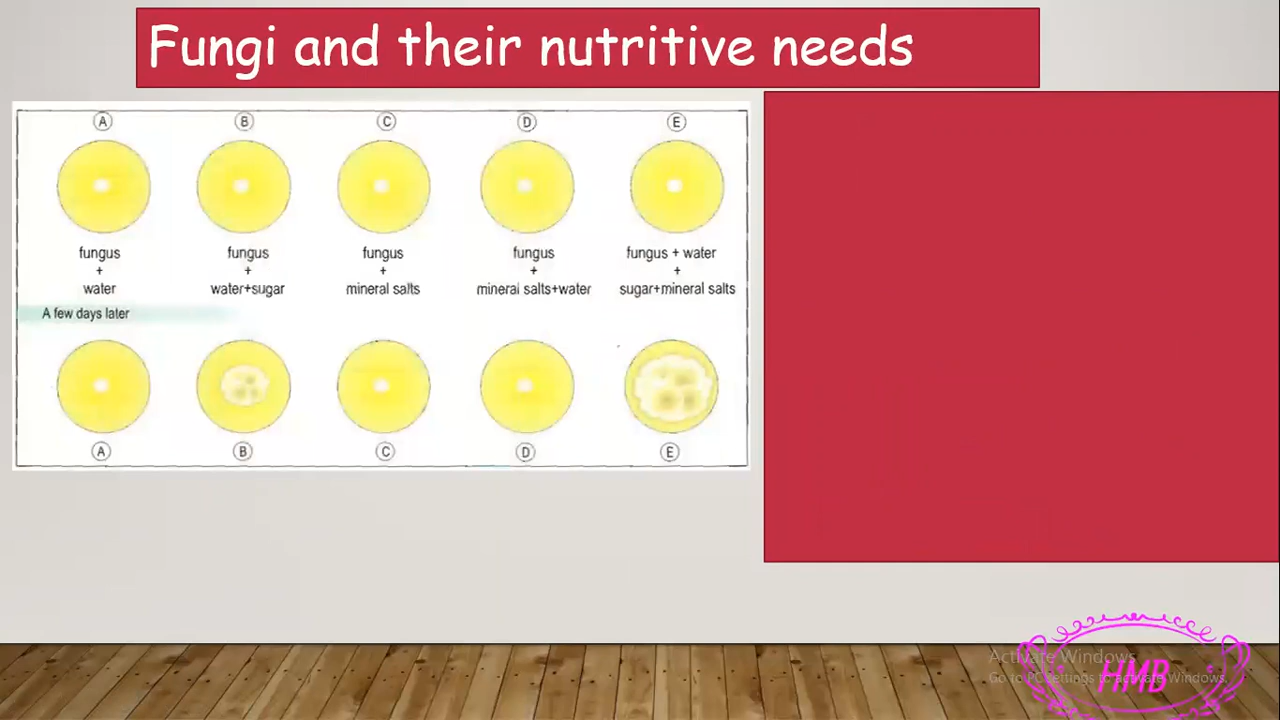 Fungi and their nutritive needs
A B C D E
fungus
+
water
fungus
+
water+sugar
fungus
+
mineral salts
fungus
+
mineral salts+water
fungus + water
+
sugar+mineral salts
A few days later
A B C D E
Activate Windows
Go to PC settings to activate Windows.
HMB